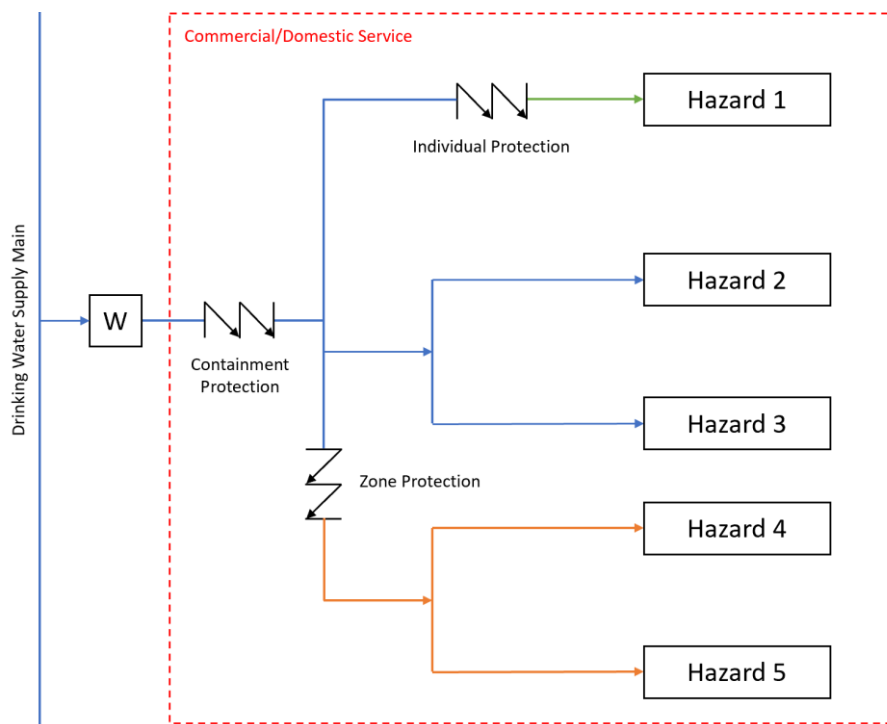 Commercial/Domestic Service
Hazard 1
Individual Protection
Drinking Water Supply Main
Hazard 2
W
Containment
Protection
Hazard 3
Zone Protection
Hazard 4
Hazard 5